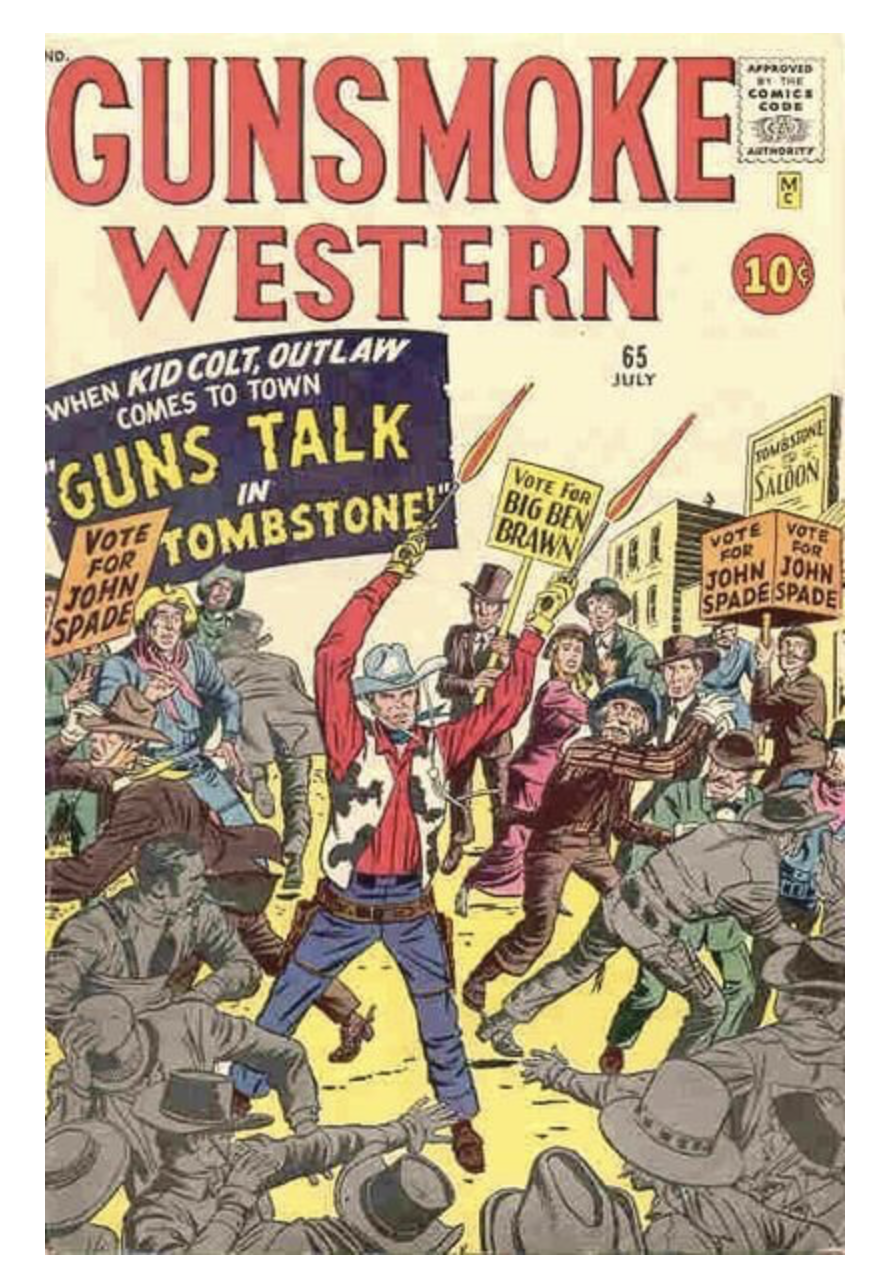 ND.
GUNSMOKE
WESTERN
APPROVED
BY THE
COMICS
CODE
CA
AUTHORITY
M
C
10¢
65
JULY
WHEN KID COLT, OUTLAW
COMES TO TOWN
"GUNS TALK
IN
TOMBSTONE!"
VOTE
FOR
JOHN
SPADE
VOTE FOR
BIG BEN
BRAWN
TOMBSTONE
SALOON
VOTE
FOR
JOHN
SPADE
VOTE
FOR
JOHN
SPADE